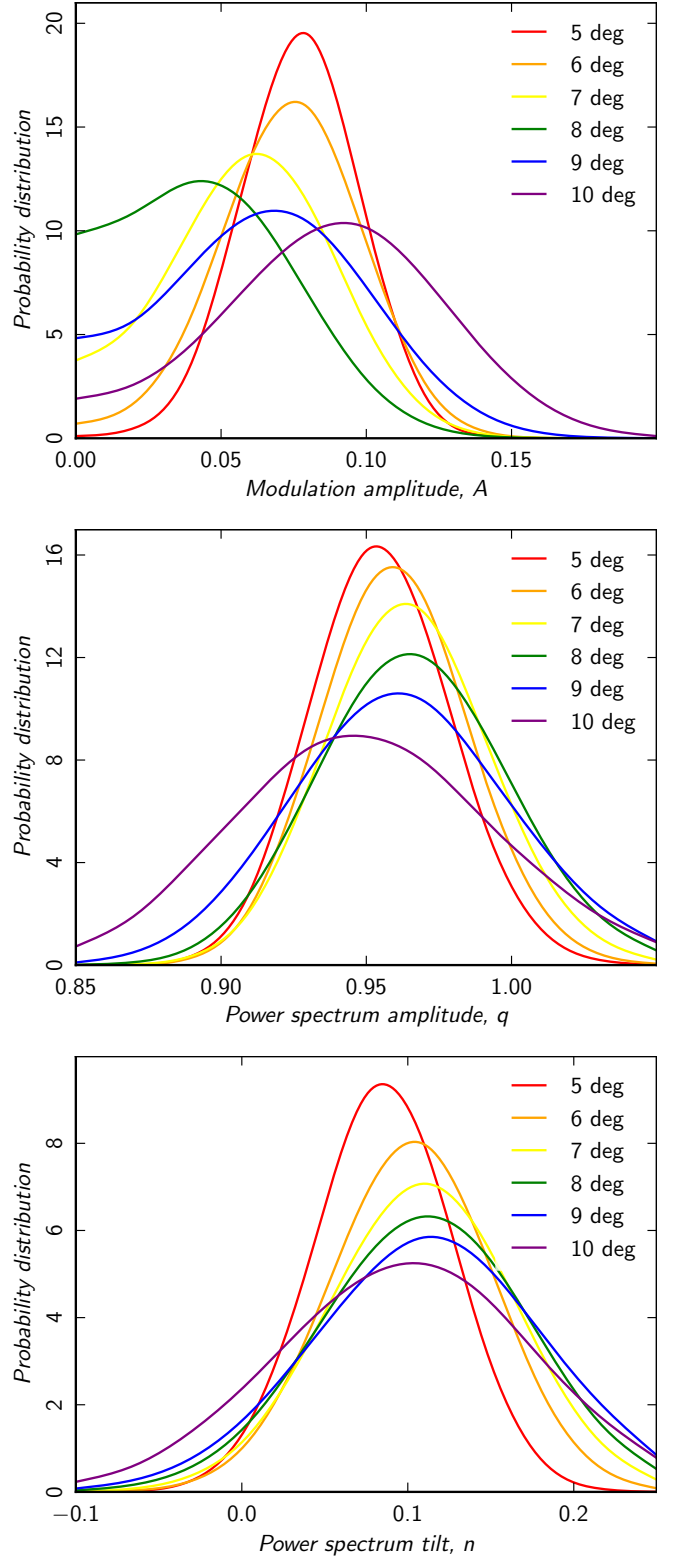 20
15
10
5
0
Probability distribution
5 deg
6 deg
7 deg
8 deg
9 deg
10 deg
0.00 0.05 0.10 0.15
Modulation amplitude, A
16
12
8
4
0
Probability distribution
5 deg
6 deg
7 deg
8 deg
9 deg
10 deg
0.85 0.90 0.95 1.00
Power spectrum amplitude, q
8
6
4
2
0
Probability distribution
5 deg
6 deg
7 deg
8 deg
9 deg
10 deg
−0.1 0.0 0.1 0.2
Power spectrum tilt, n